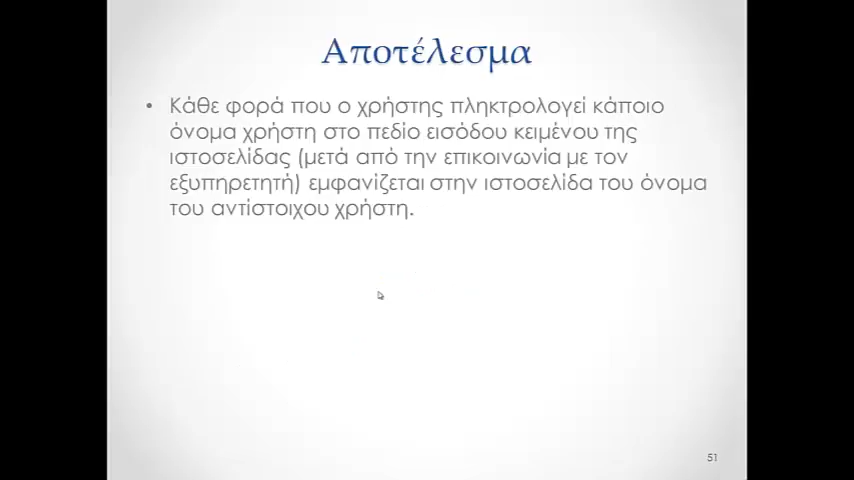 Αποτέλεσμα
• Κάθε φορά που ο χρήστης πληκτρολογεί κάποιο
όνομα χρήστη στο πεδίο εισόδου κειμένου της
ιστοσελίδας (μετά από την επικοινωνία με τον
εξυπηρετητή) εμφανίζεται στην ιστοσελίδα του όνομα
του αντίστοιχου χρήστη.
51